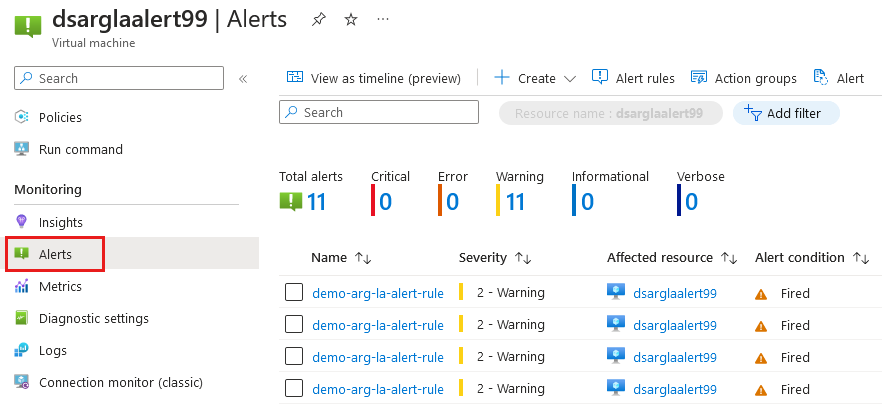 dsarglaalert99 | Alerts
Virtual machine
Search
Policies
Run command
Monitoring
Insights
Alerts
Metrics
Diagnostic settings
Logs
Connection monitor (classic)
View as timeline (preview) Create Alert rules Action groups Alert
Search Resource name : dsarglaalert99 Add filter
Total alerts Critical Error Warning Informational Verbose
11 0 0 11 0 0
Name Severity Affected resource Alert condition
demo-arg-la-alert-rule 2 - Warning dsarglaalert99 Fired
demo-arg-la-alert-rule 2 - Warning dsarglaalert99 Fired
demo-arg-la-alert-rule 2 - Warning dsarglaalert99 Fired
demo-arg-la-alert-rule 2 - Warning dsarglaalert99 Fired